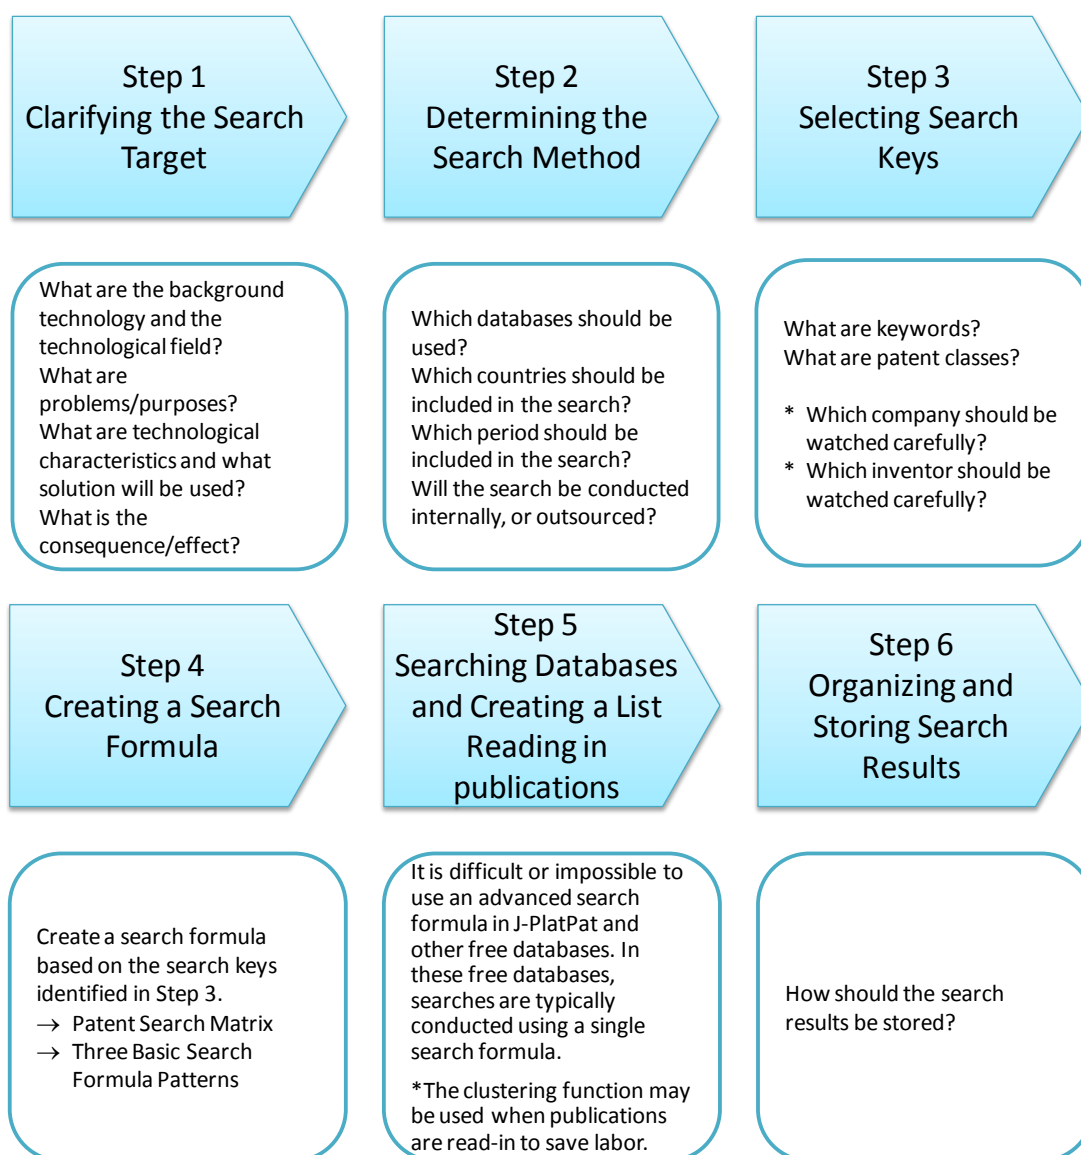 Step 1
Clarifying the Search
Target
Step 2
Determining the
Search Method
Step 3
Selecting Search
Keys
What are the background
technology and the
technological field?
What are
problems/purposes?
What are technological
characteristics and what
solution will be used?
What is the
consequence/effect?
Which databases should be
used?
Which countries should be
included in the search?
Which period should be
included in the search?
Will the search be conducted
internally, or outsourced?
What are keywords?
What are patent classes?
* Which company should be
watched carefully?
* Which inventor should be
watched carefully?
Step 4
Creating a Search
Formula
Step 5
Searching Databases
and Creating a List
Reading in
publications
Step 6
Organizing and
Storing Search
Results
Create a search formula
based on the search keys
identified in Step 3.
→ Patent Search Matrix
→ Three Basic Search
Formula Patterns
It is difficult or impossible to
use an advanced search
formula in J-PlatPat and
other free databases. In
these free databases,
searches are typically
conducted using a single
search formula.
*The clustering function may
be used when publications
are read-in to save labor.
How should the search
results be stored?